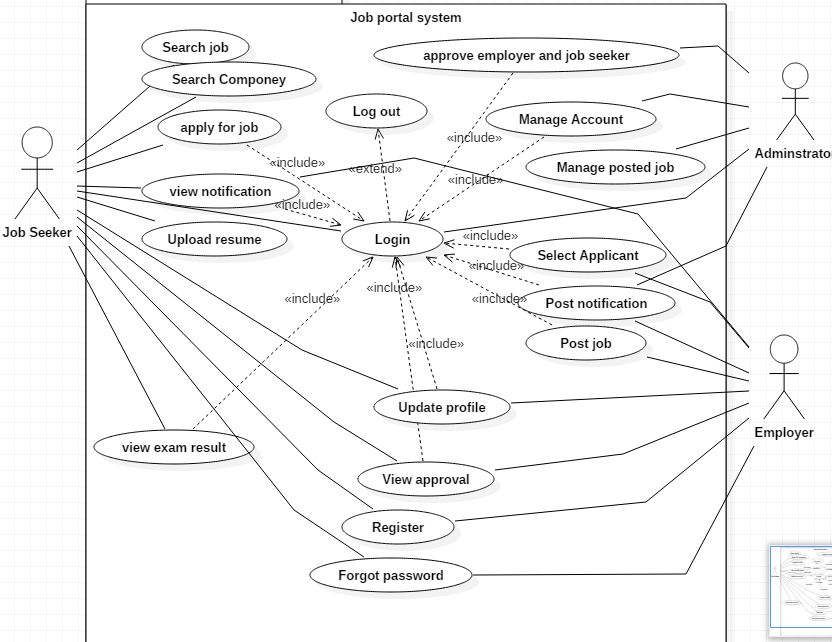 Job portal system
Search job
approve employer and job seeker
Search Componey
Log out
Manage Account
apply for job
«include»
«include»
«extend»
Manage posted job
Adminstrator
«include»
view notification
«include»
Job Seeker
Upload resume
Login
«include»
Select Applicant
«include»
«include»
«include»
«include»
Post notification
Post job
«include»
Update profile
Employer
view exam result
View approval
Register
Forgot password